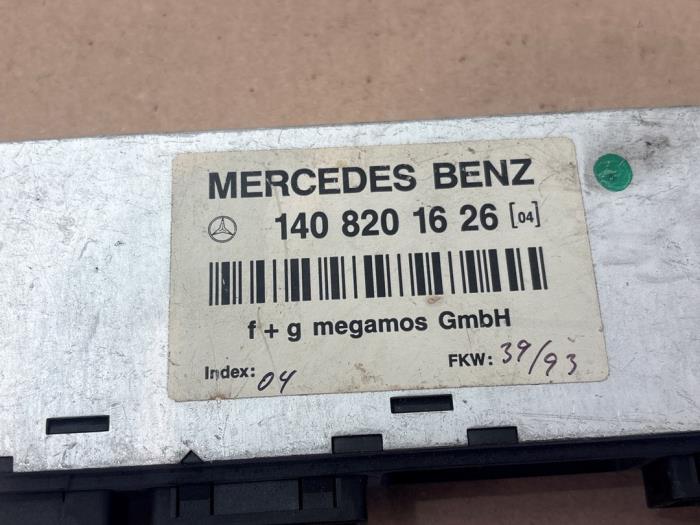 MERCEDES BENZ
140 820 16 26 [04]
f + g megamos GmbH
Index: 04 FKW: 39/93